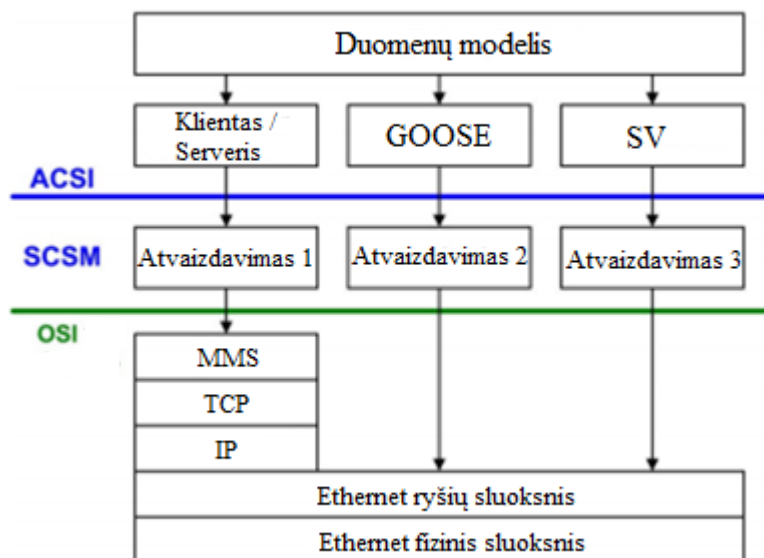 Duomenų modelis
Klientas /
Serveris
GOOSE
SV
ACSI
SCSM
Atvaizdavimas 1
Atvaizdavimas 2
Atvaizdavimas 3
OSI
MMS
TCP
IP
Ethernet ryšių sluoksnis
Ethernet fizinis sluoksnis